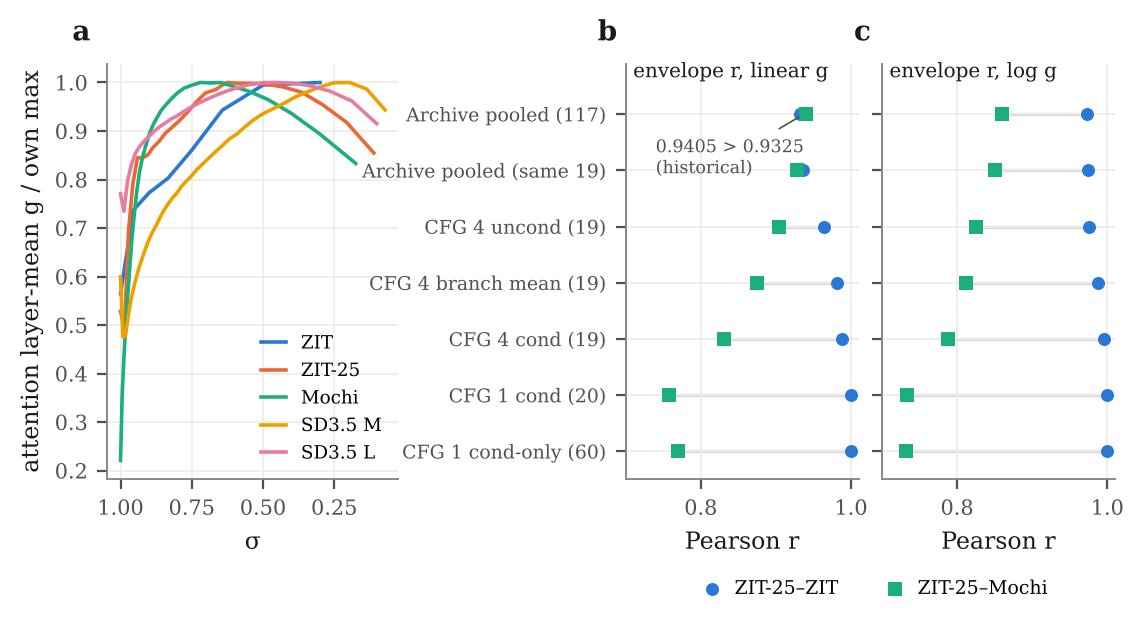 a
attention layer-mean g / own max
1.0
0.9
0.8
0.7
0.6
0.5
0.4
0.3
0.2
1.00 0.75 0.50 0.25
σ
ZIT
ZIT-25
Mochi
SD3.5 M
SD3.5 L
b
envelope r, linear g
Archive pooled (117)
Archive pooled (same 19)
CFG 4 uncond (19)
CFG 4 branch mean (19)
CFG 4 cond (19)
CFG 1 cond (20)
CFG 1 cond-only (60)
0.9405 > 0.9325
(historical)
0.8 1.0
Pearson r
c
envelope r, log g
0.8 1.0
Pearson r
ZIT-25–ZIT ZIT-25–Mochi